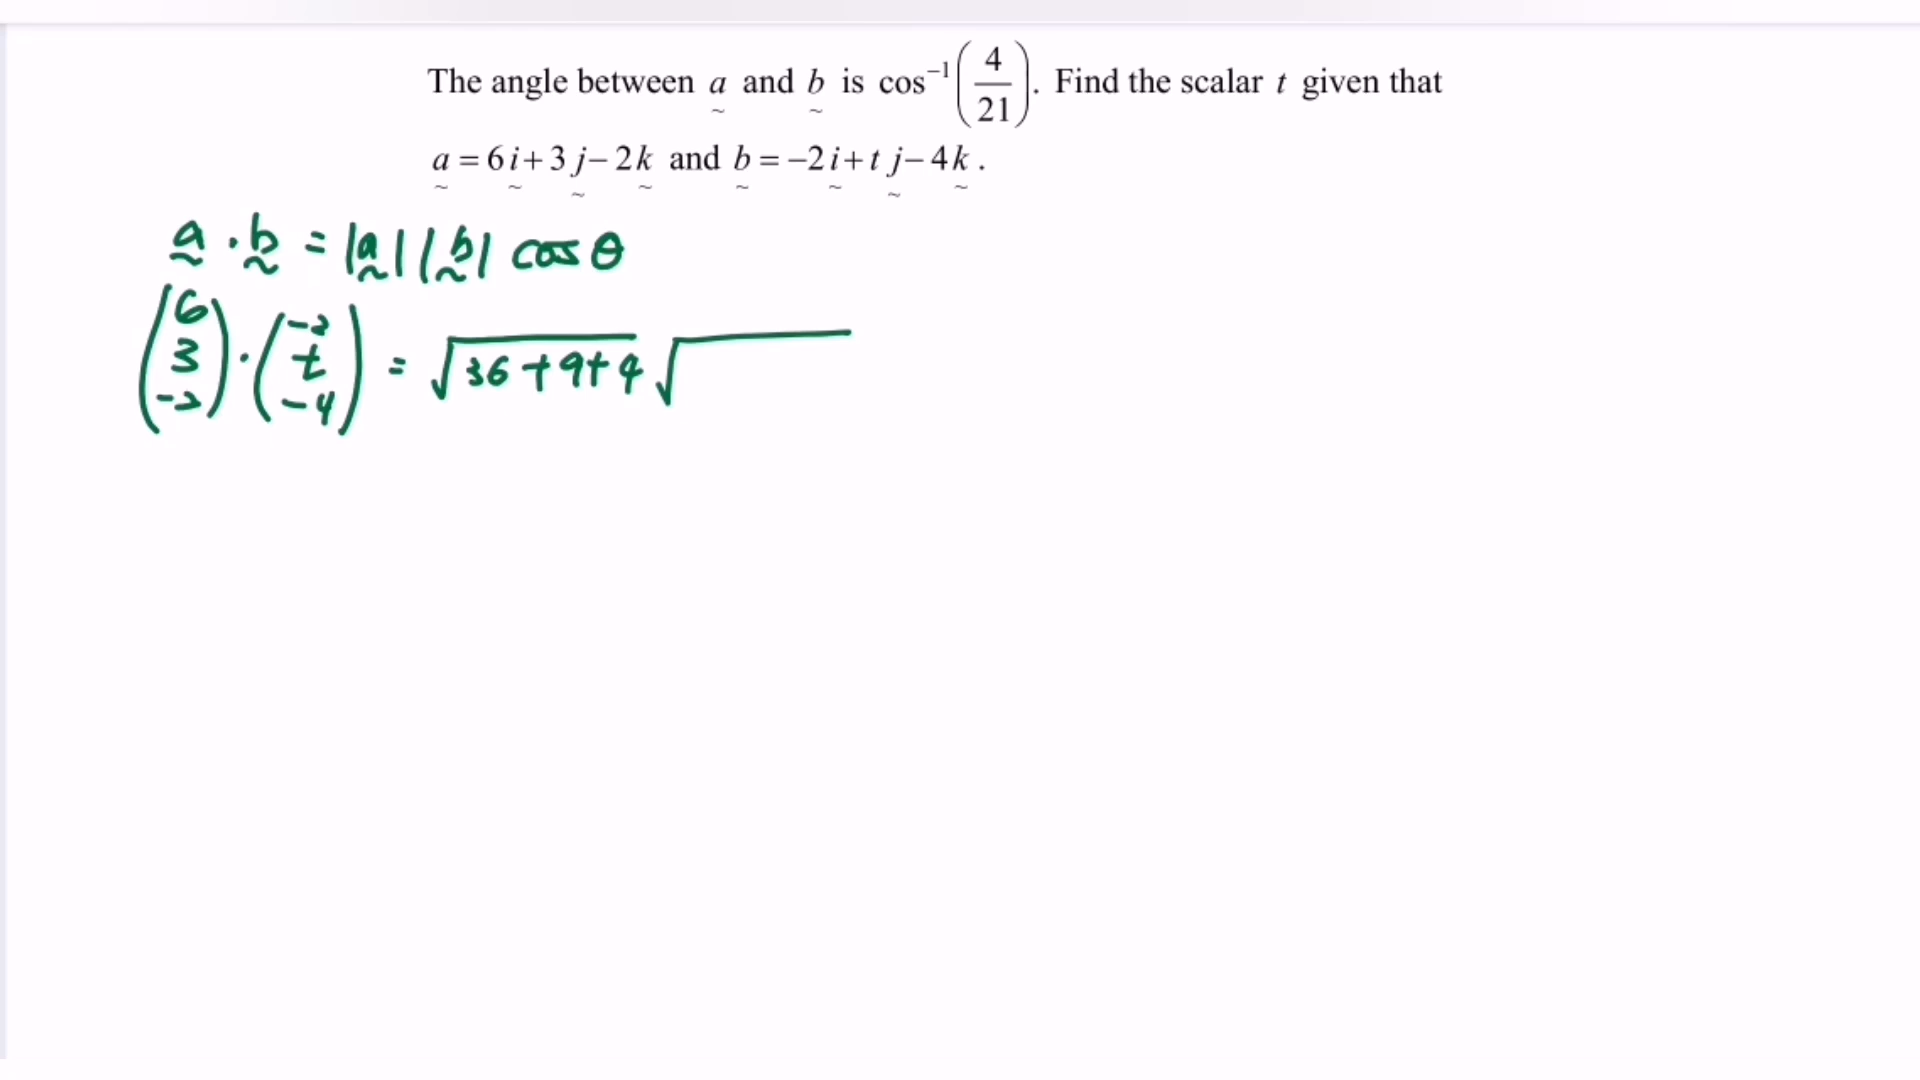 The angle between a and b is cos⁻¹(4/21). Find the scalar t given that
a = 6i + 3j − 2k and b = −2i + t j − 4k .
a · b = |a| |b| cos θ
(6 3 -2) · (-2 t -4) = √36+9+4 √